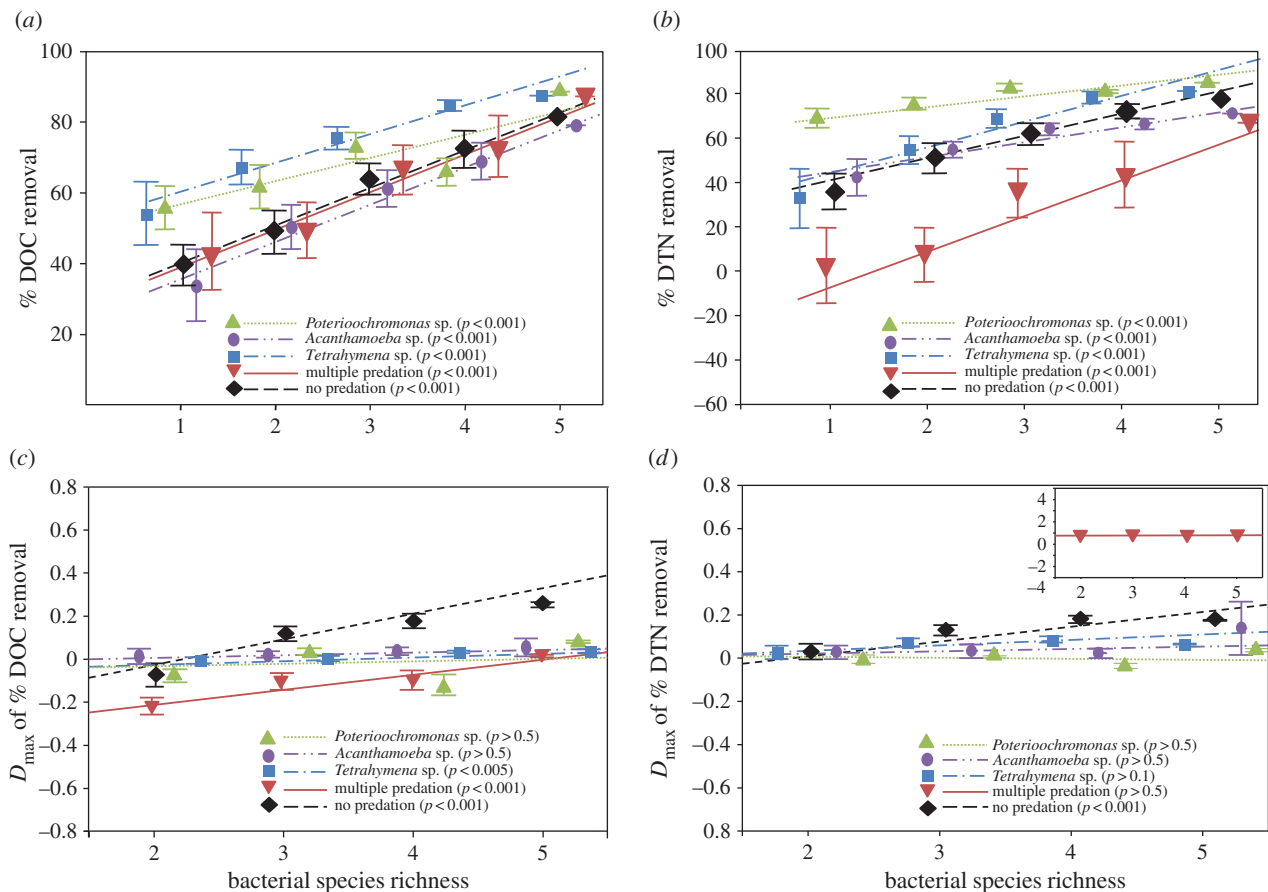 (a)
(b)
100
80
60
40
20
% DOC removal
Poterioochromonas sp. (p < 0.001)
Acanthamoeba sp. (p < 0.001)
Tetrahymena sp. (p < 0.001)
multiple predation (p < 0.001)
no predation (p < 0.001)
1 2 3 4 5
100
80
60
40
20
0
−20
−40
−60
% DTN removal
Poterioochromonas sp. (p < 0.001)
Acanthamoeba sp. (p < 0.001)
Tetrahymena sp. (p < 0.001)
multiple predation (p < 0.001)
no predation (p < 0.001)
1 2 3 4 5
(c)
(d)
0.8
0.6
0.4
0.2
0
−0.2
−0.4
−0.6
−0.8
Dmax of % DOC removal
Poterioochromonas sp. (p > 0.5)
Acanthamoeba sp. (p > 0.5)
Tetrahymena sp. (p < 0.005)
multiple predation (p < 0.001)
no predation (p < 0.001)
2 3 4 5
bacterial species richness
0.8
0.6
0.4
0.2
0
−0.2
−0.4
−0.6
0.8
Dmax of % DTN removal
4
2
0
−2
−4
2 3 4 5
Poterioochromonas sp. (p > 0.5)
Acanthamoeba sp. (p > 0.5)
Tetrahymena sp. (p > 0.1)
multiple predation (p > 0.5)
no predation (p < 0.001)
2 3 4 5
bacterial species richness